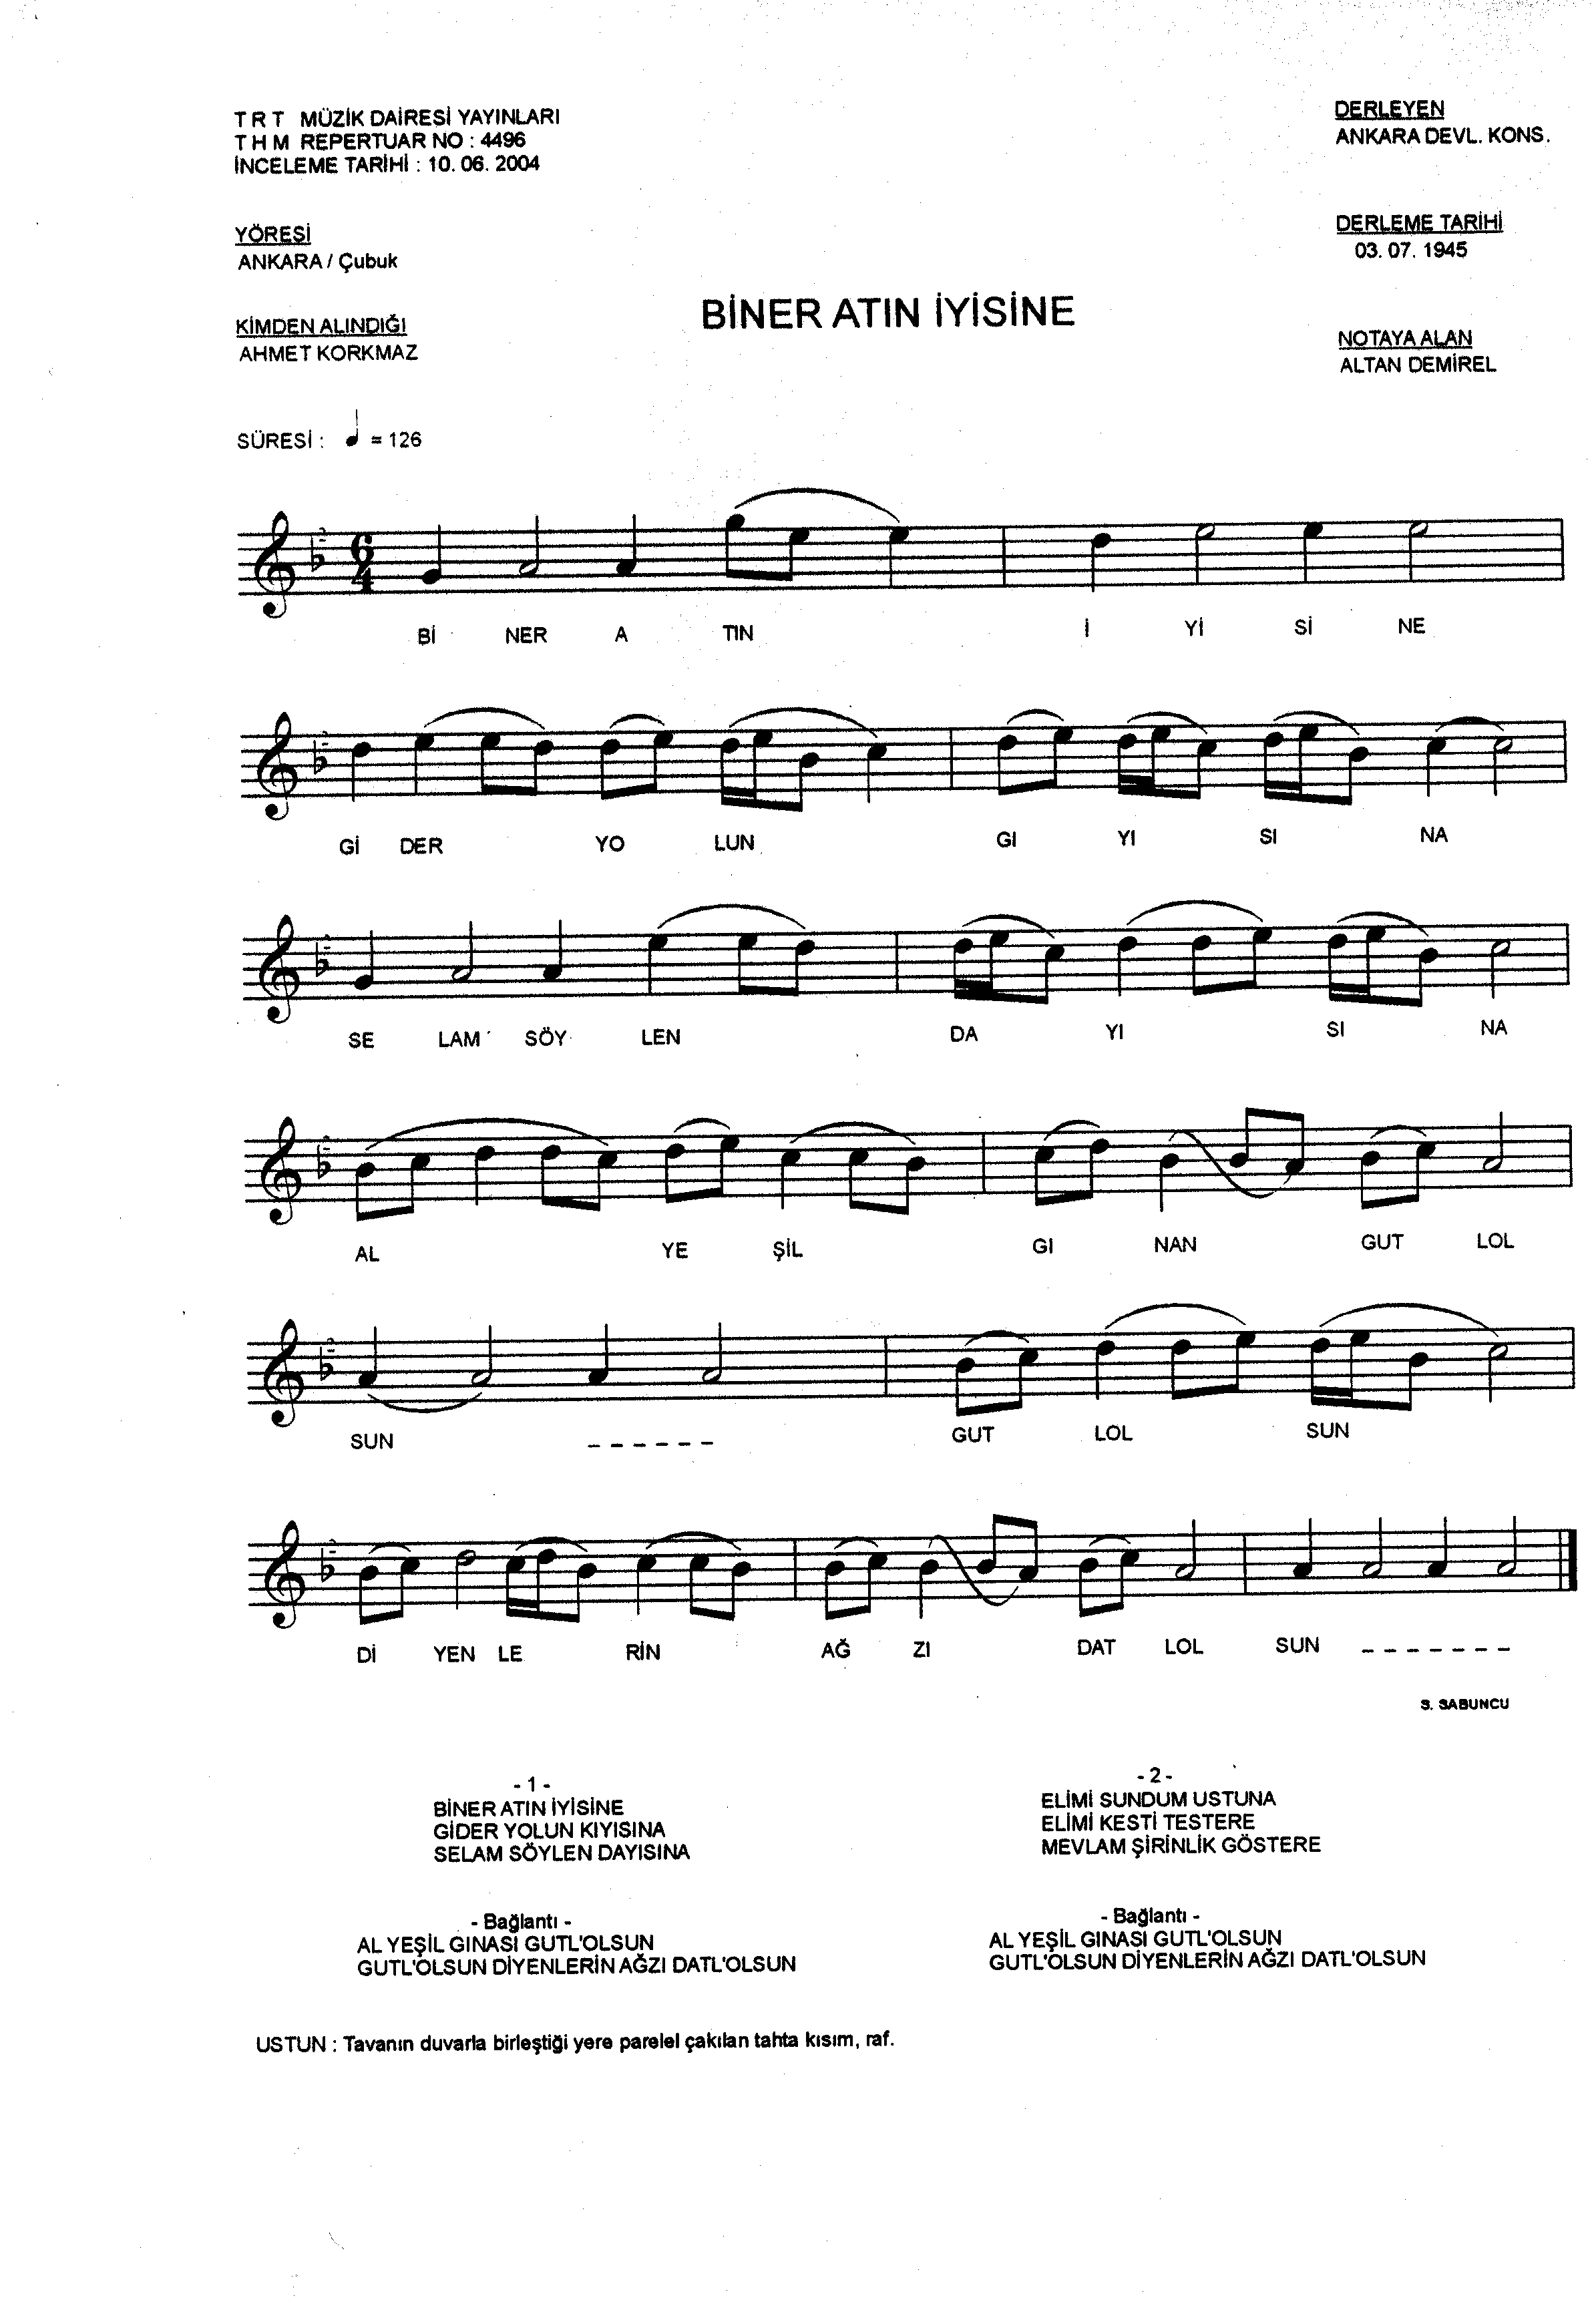 T R T MÜZİK DAİRESİ YAYINLARI
T H M REPERTUAR NO : 4496
İNCELEME TARİHİ : 10. 06. 2004
DERLEYEN
ANKARA DEVL. KONS.
YÖRESİ
ANKARA / Çubuk
DERLEME TARİHİ
03. 07. 1945
BİNER ATIN İYİSİNE
KİMDEN ALINDIĞI
AHMET KORKMAZ
NOTAYA ALAN
ALTAN DEMİREL
SÜRESİ : ♩ = 126
6
4
Bİ NER A TIN İ Yİ Sİ NE
Gİ DER YO LUN GI YI SI NA
SE LAM SÖY LEN DA YI SI NA
AL YE ŞİL GI NAN GUT LOL
SUN _ _ _ _ _ _ GUT LOL SUN
Dİ YEN LE RİN AĞ ZI DAT LOL SUN _ _ _ _ _ _ _
S. SABUNCU
- 1 -
BİNER ATIN İYİSİNE
GİDER YOLUN KIYISINA
SELAM SÖYLEN DAYISINA
- Bağlantı -
AL YEŞİL GINASI GUTL'OLSUN
GUTL'OLSUN DİYENLERİN AĞZI DATL'OLSUN
- 2 -
ELİMİ SUNDUM USTUNA
ELİMİ KESTİ TESTERE
MEVLAM ŞİRİNLİK GÖSTERE
- Bağlantı -
AL YEŞİL GINASI GUTL'OLSUN
GUTL'OLSUN DİYENLERİN AĞZI DATL'OLSUN
USTUN : Tavanın duvarla birleştiği yere parelel çakılan tahta kısım, raf.